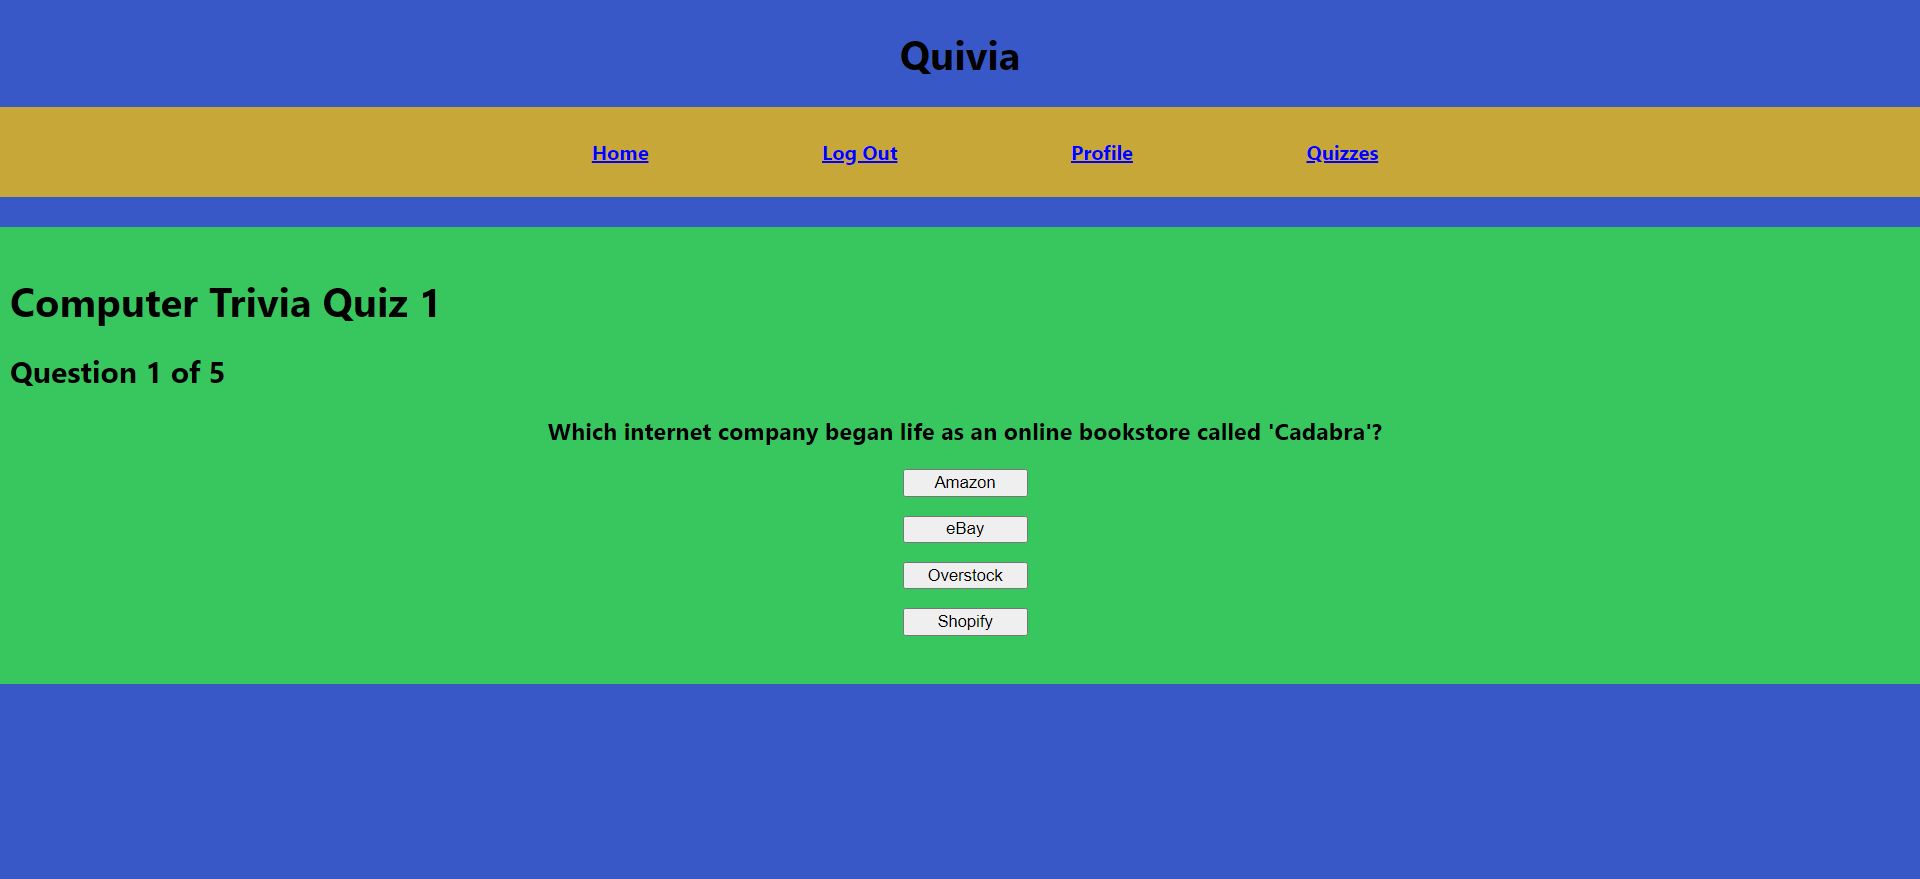 Quivia
Home Log Out Profile Quizzes
Computer Trivia Quiz 1
Question 1 of 5
Which internet company began life as an online bookstore called 'Cadabra'?
Amazon
eBay
Overstock
Shopify